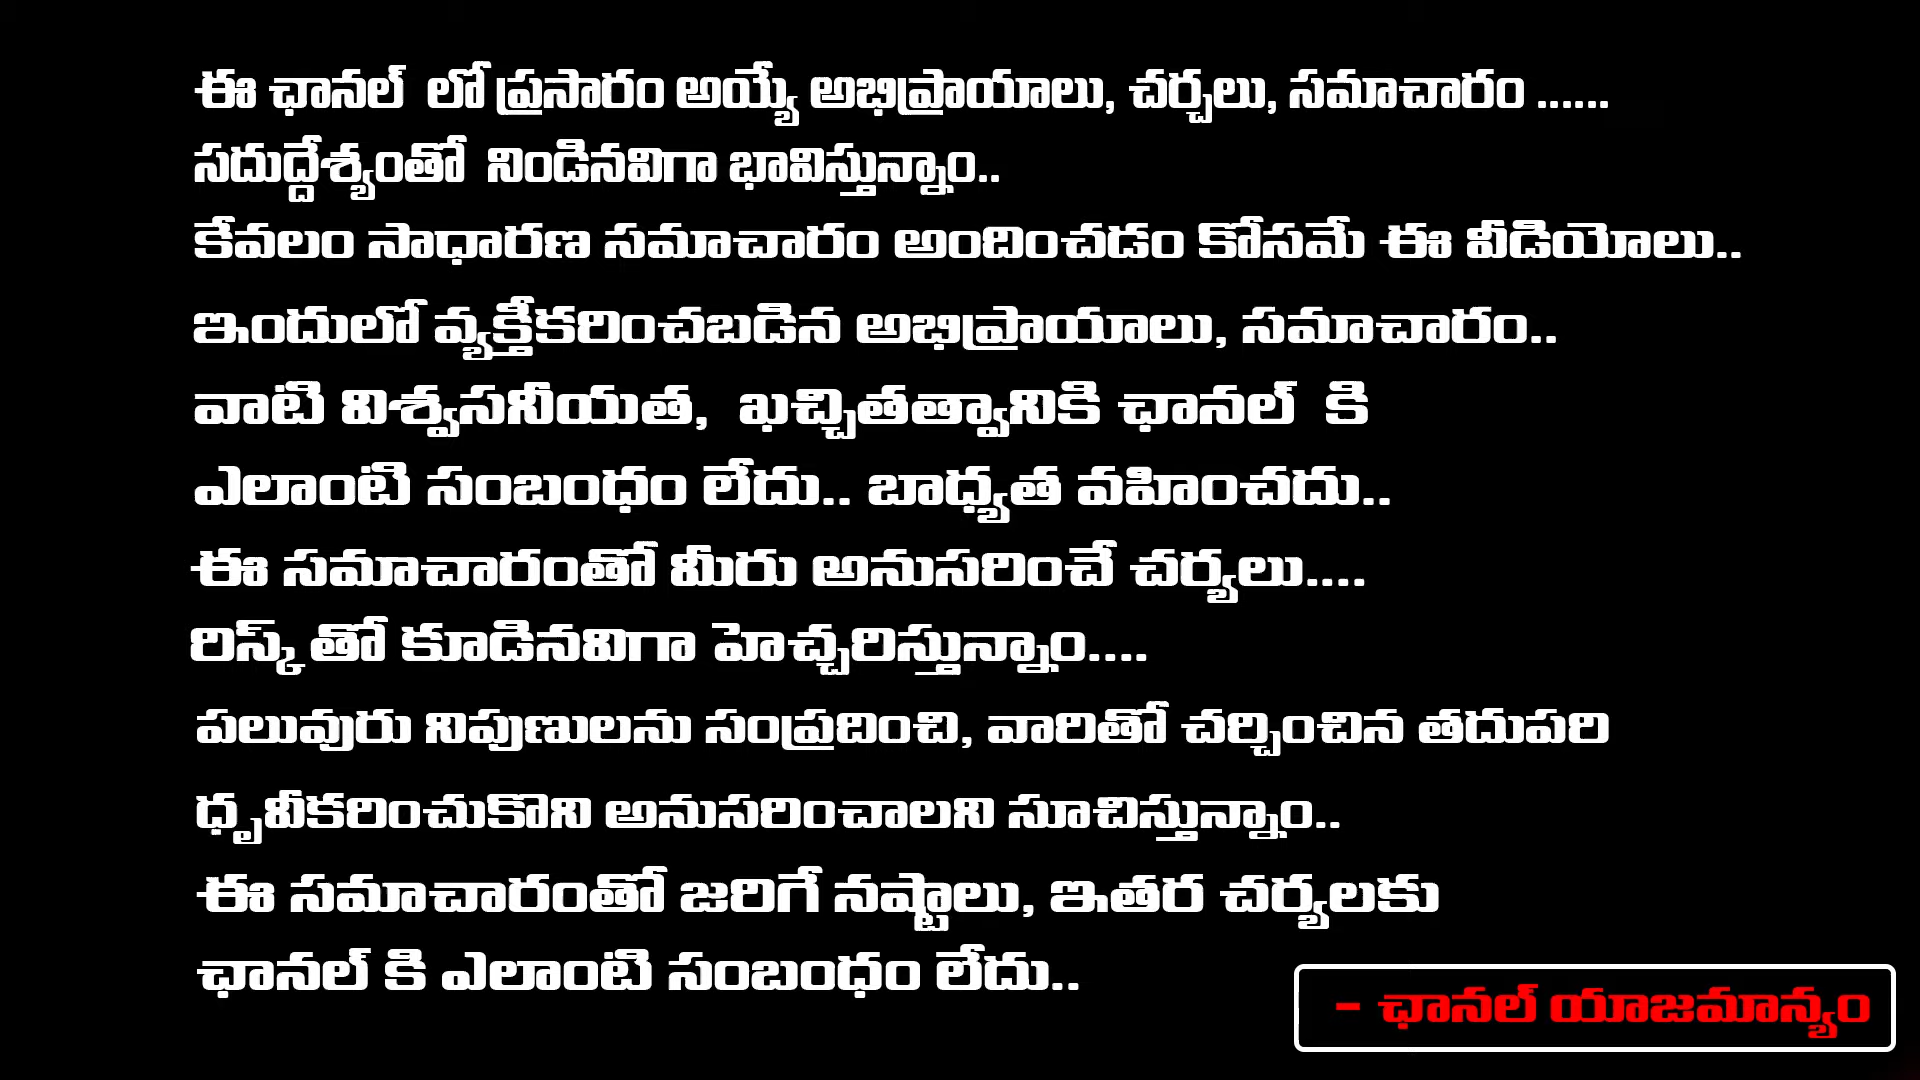 ఈ ఛానల్ లో ప్రసారం అయ్యే అభిప్రాయాలు, చర్చలు, సమాచారం ......
సదుద్దేశ్యంతో నిండినవిగా భావిస్తున్నాం..
కేవలం సాధారణ సమాచారం అందించడం కోసమే ఈ వీడియోలు..
ఇందులో వ్యక్తీకరించబడిన అభిప్రాయాలు, సమాచారం..
వాటి విశ్వసనీయత, ఖచ్చితత్వానికి ఛానల్ కి
ఎలాంటి సంబంధం లేదు.. బాధ్యత వహించదు..
ఈ సమాచారంతో మీరు అనుసరించే చర్యలు....
రిస్క్ తో కూడినవిగా హెచ్చరిస్తున్నాం....
పలువురు నిపుణులను సంప్రదించి, వారితో చర్చించిన తదుపరి
ధృవీకరించుకొని అనుసరించాలని సూచిస్తున్నాం..
ఈ సమాచారంతో జరిగే నష్టాలు, ఇతర చర్యలకు
ఛానల్ కి ఎలాంటి సంబంధం లేదు..
- ఛానల్ యాజమాన్యం